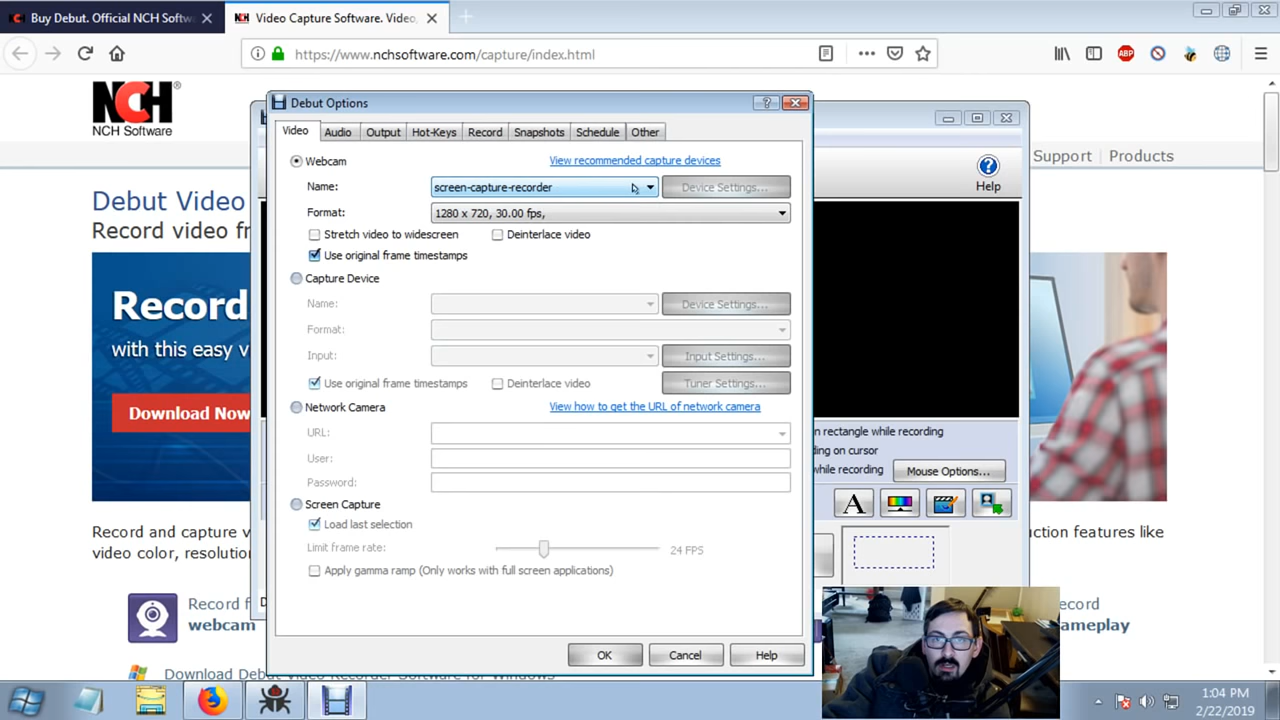 Buy Debut. Official NCH Softw
Video Capture Software. Video,
https://www.nchsoftware.com/capture/index.html
ABP
NCH
®
NCH Software
Support
Products
Debut Video
Record video fr
Record
with this easy v
Download Now
Record and capture v
video color, resolution
ction features like
Record f
webcam
ecord
ameplay
Download Debut Video Recorder Software for Windows
Help
n rectangle while recording
ding on cursor
while recording
Mouse Options...
A
Debut Options
Video
Audio
Output
Hot-Keys
Record
Snapshots
Schedule
Other
Webcam
View recommended capture devices
Name:
screen-capture-recorder
Device Settings...
Format:
1280 x 720, 30.00 fps,
Stretch video to widescreen
Deinterlace video
Use original frame timestamps
Capture Device
Name:
Device Settings...
Format:
Input:
Input Settings...
Use original frame timestamps
Deinterlace video
Tuner Settings...
Network Camera
View how to get the URL of network camera
URL:
User:
Password:
Screen Capture
Load last selection
Limit frame rate:
24 FPS
Apply gamma ramp (Only works with full screen applications)
OK
Cancel
Help
1:04 PM
2/22/2019